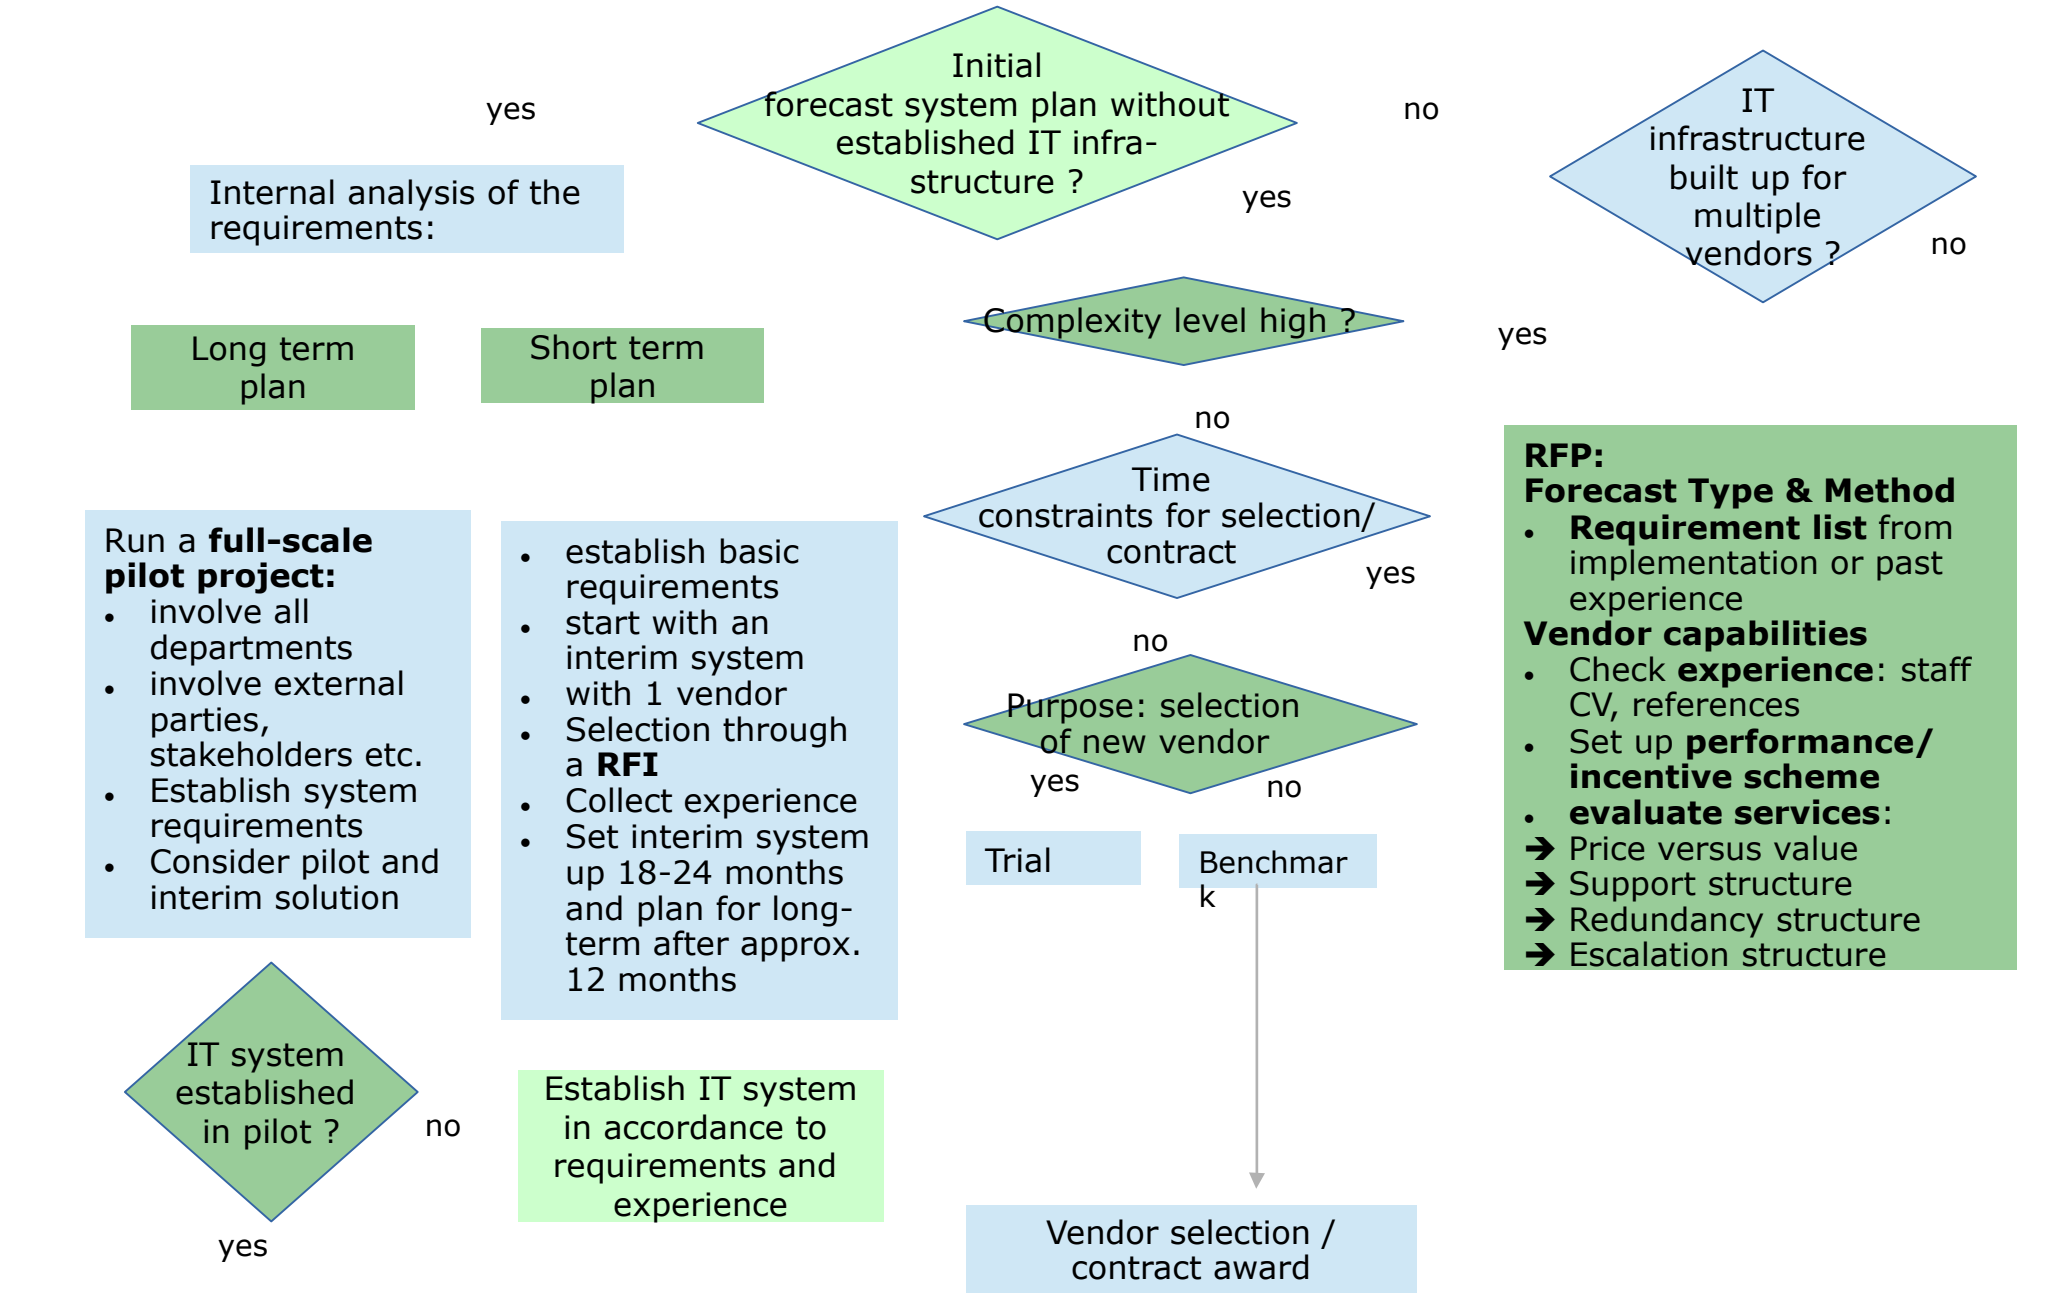 Initial
forecast system plan without
established IT infra-
structure ?
yes
no
yes
IT
infrastructure
built up for
multiple
vendors ?
no
yes
Internal analysis of the
requirements:
Long term
plan
Short term
plan
Complexity level high ?
no
Time
constraints for selection/
contract
yes
no
Purpose: selection
of new vendor
yes
no
Trial
Benchmar
k
Vendor selection /
contract award
Run a full-scale
pilot project:
• involve all
departments
• involve external
parties,
stakeholders etc.
• Establish system
requirements
• Consider pilot and
interim solution
• establish basic
requirements
• start with an
interim system
• with 1 vendor
• Selection through
a RFI
• Collect experience
• Set interim system
up 18-24 months
and plan for long-
term after approx.
12 months
IT system
established
in pilot ?
no
yes
Establish IT system
in accordance to
requirements and
experience
RFP:
Forecast Type & Method
• Requirement list from
implementation or past
experience
Vendor capabilities
• Check experience: staff
CV, references
• Set up performance/
incentive scheme
• evaluate services:
➔ Price versus value
➔ Support structure
➔ Redundancy structure
➔ Escalation structure